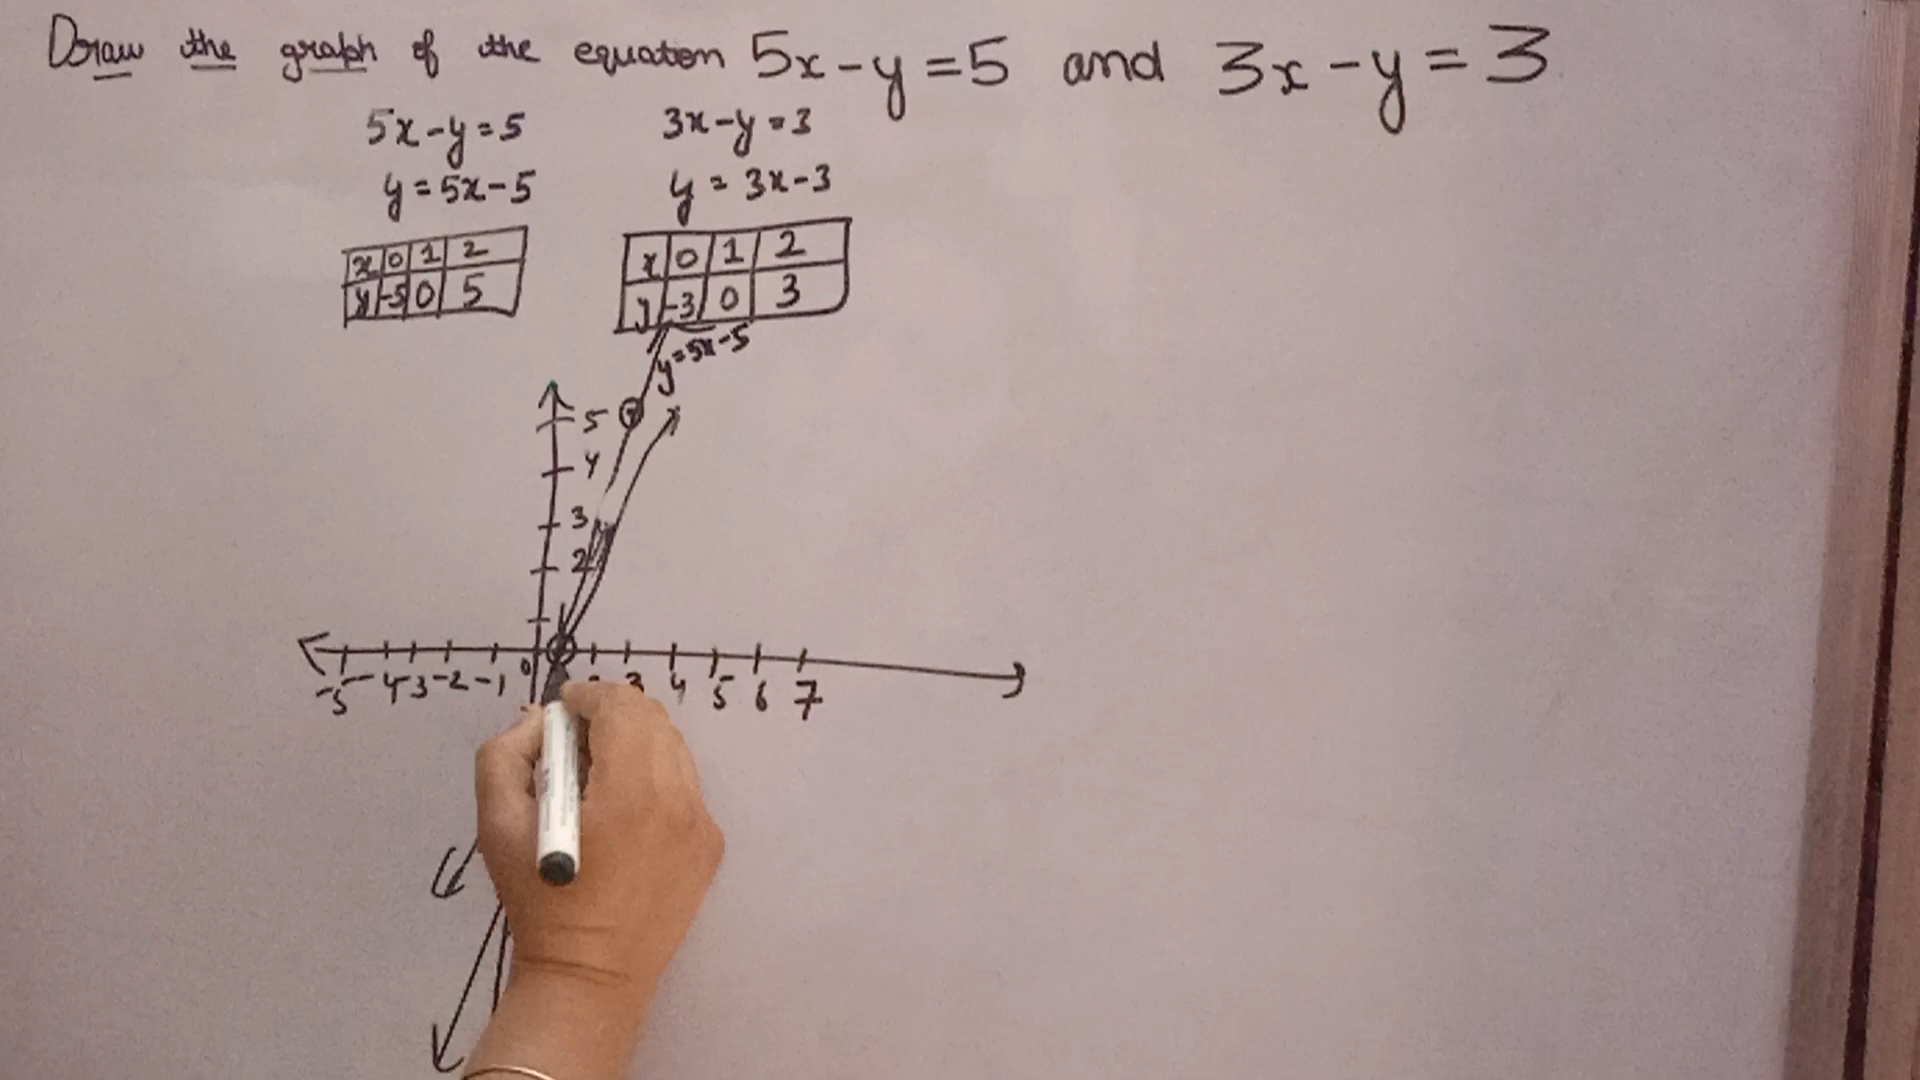 Draw the graph of the equation 5x-y=5 and 3x-y=3
5x-y=5
y=5x-5
x 0 1 2
y -5 0 5
3x-y=3
y=3x-3
x 0 1 2
y -3 0 3
y=5x-5
5
4
3
2
-5 -4 -3 -2 -1 0 3 4 5 6 7